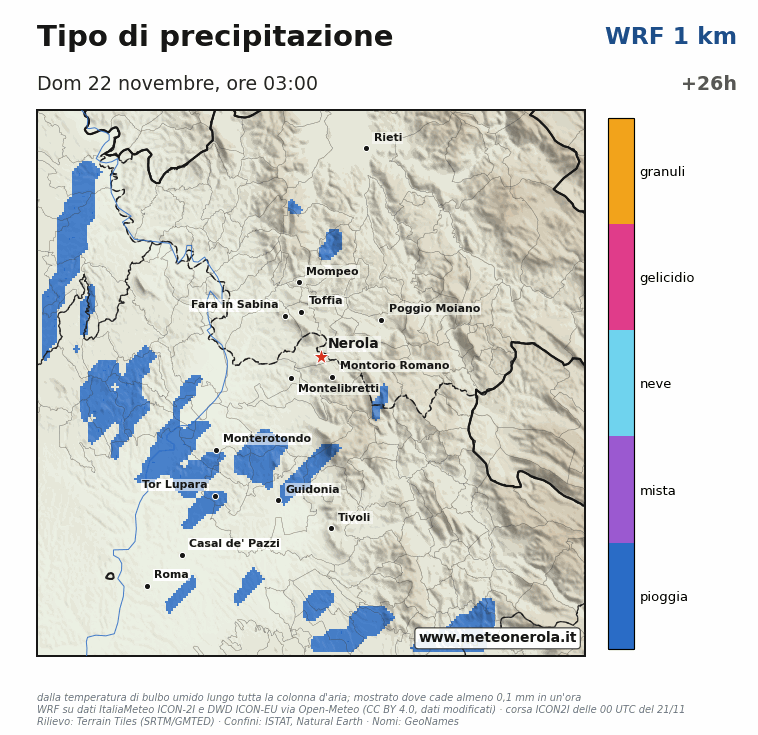 Tipo di precipitazione
WRF 1 km
Dom 22 novembre, ore 03:00
+26h
Rieti
Mompeo
Fara in Sabina
Toffia
Poggio Moiano
Nerola
Montorio Romano
Montelibretti
Monterotondo
Tor Lupara
Guidonia
Tivoli
Casal de' Pazzi
Roma
www.meteonerola.it
granuli
gelicidio
neve
mista
pioggia
dalla temperatura di bulbo umido lungo tutta la colonna d'aria; mostrato dove cade almeno 0,1 mm in un'ora
WRF su dati ItaliaMeteo ICON-2I e DWD ICON-EU via Open-Meteo (CC BY 4.0, dati modificati) · corsa ICON2I delle 00 UTC del 21/11
Rilievo: Terrain Tiles (SRTM/GMTED) · Confini: ISTAT, Natural Earth · Nomi: GeoNames